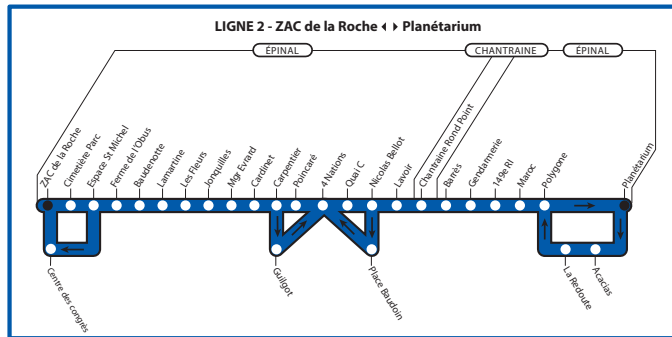 LIGNE 2 - ZAC de la Roche ↔ Planétarium
ÉPINAL
CHANTRAINE
ÉPINAL
ZAC de la Roche
Cimetière Parc
Espace St Michel
Ferme de l'Obus
Baudenotte
Lamartine
Les Fleurs
Jonquilles
Mgr Evrard
Cardinet
Carpentier
Poincaré
4 Nations
Quai C
Nicolas Bellot
Lavoir
Chantraine Rond Point
Barrès
Gendarmerie
149e RI
Maroc
Polygone
Planétarium
Centre des congrès
Guilgot
Place Baudoin
La Redoute
Acacias